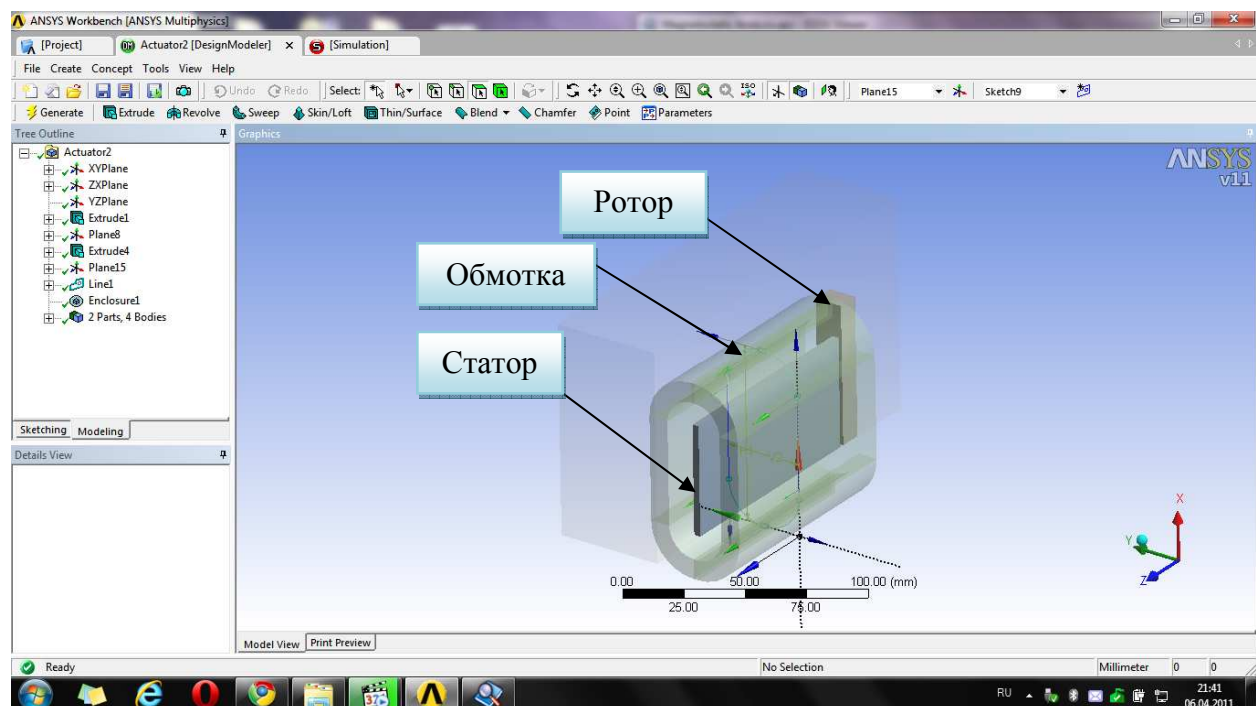 ANSYS Workbench [ANSYS Multiphysics]
[Project] Actuator2 [DesignModeler] x [Simulation]
File Create Concept Tools View Help
Undo Redo Select: ISO Plane15 Sketch9
Generate Extrude Revolve Sweep Skin/Loft Thin/Surface Blend Chamfer Point Parameters
Tree Outline
Graphics
Actuator2
XYPlane
ZXPlane
YZPlane
Extrude1
Plane8
Extrude4
Plane15
Line1
Enclosure1
2 Parts, 4 Bodies
Sketching Modeling
Details View
ANSYS
v11
Ротор
Обмотка
Статор
X
Y
Z
0.00 50.00 100.00 (mm)
25.00 75.00
Model View Print Preview
Ready No Selection Millimeter 0 0
RU 21:41
06.04.2011